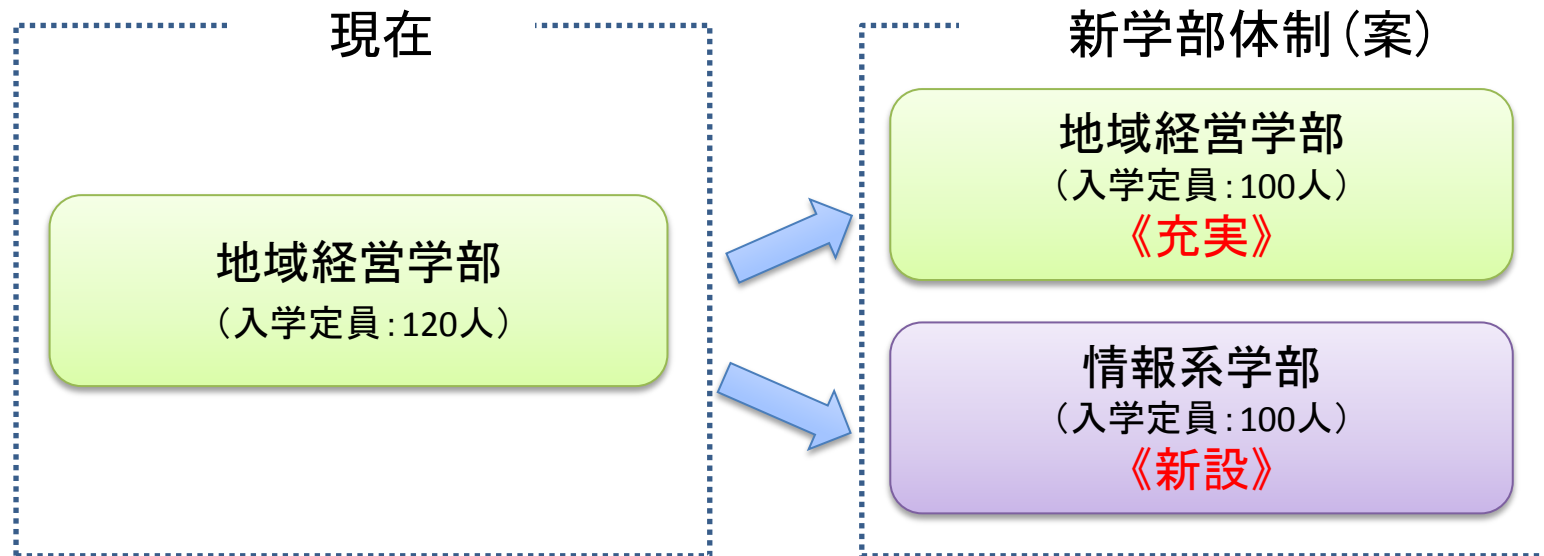 現在
地域経営学部
（入学定員：120人）
新学部体制（案）
地域経営学部
（入学定員：100人）
《充実》
情報系学部
（入学定員：100人）
《新設》